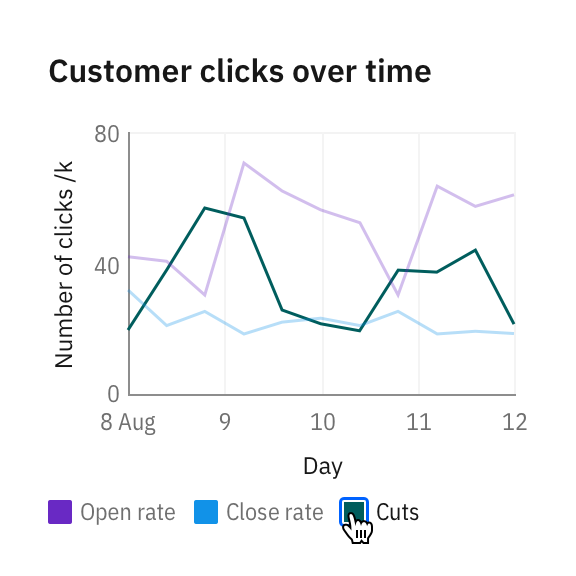 Customer clicks over time
Number of clicks /k
80
40
0
8 Aug
9
10
11
12
Day
Open rate
Close rate
Cuts